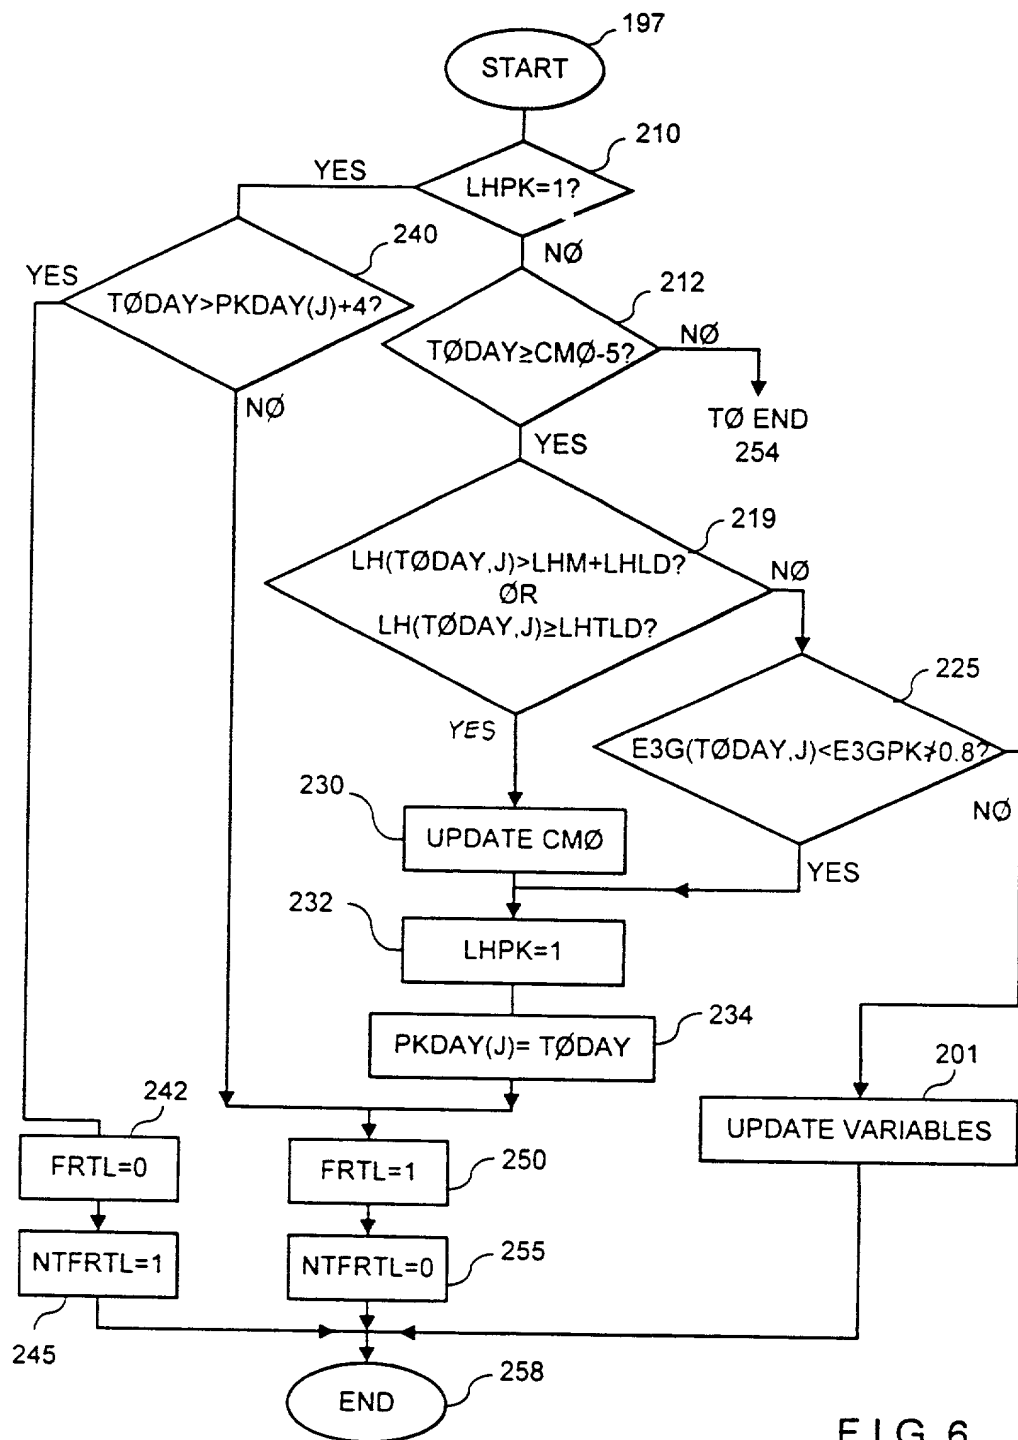 197
START
210
YES
LHPK=1?
240
NØ
YES
212
TØDAY>PKDAY(J)+4?
NØ
TØDAY≥CMØ-5?
NØ
TØ END
254
YES
219
LH(TØDAY,J)>LHM+LHLD?
NØ
ØR
LH(TØDAY,J)≥LHTLD?
225
YES
E3G(TØDAY,J)<E3GPK*0.8?
230
NØ
UPDATE CMØ
YES
232
LHPK=1
234
PKDAY(J)= TØDAY
201
242
UPDATE VARIABLES
FRTL=0
FRTL=1
250
NTFRTL=1
NTFRTL=0
255
245
END
258
FIG. 6